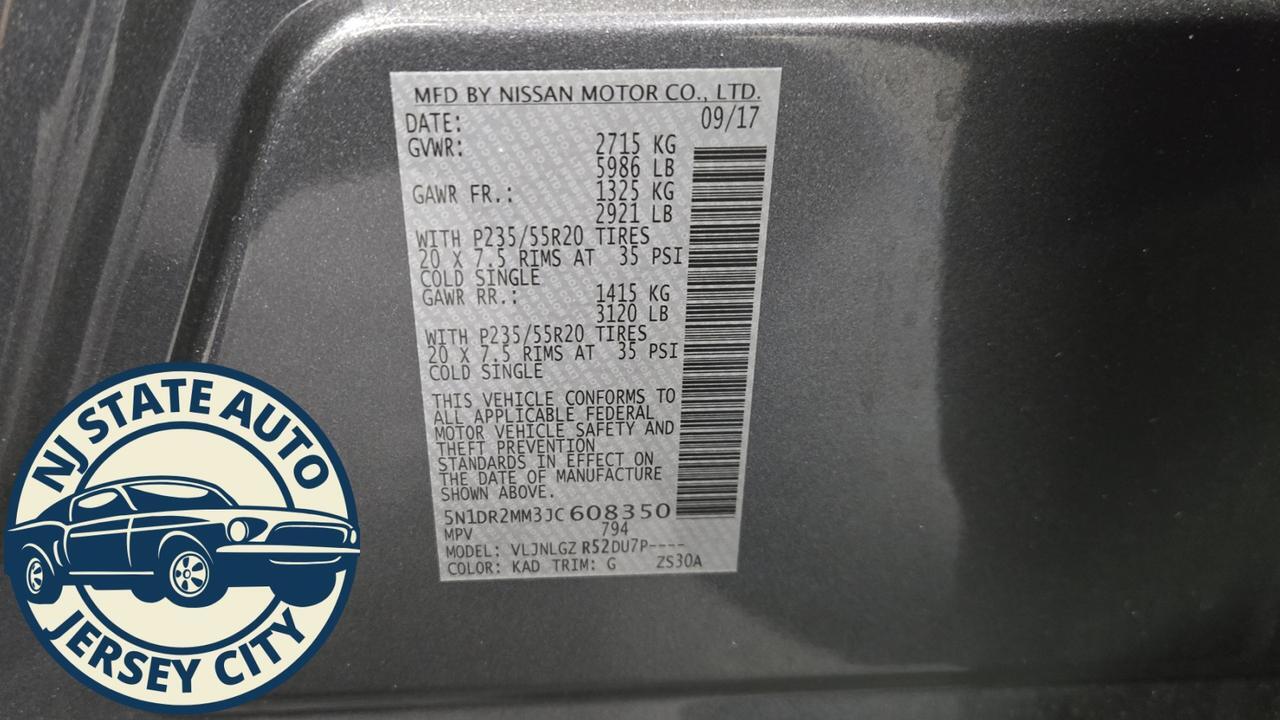 MFD BY NISSAN MOTOR CO., LTD.
DATE: 09/17
GVWR: 2715 KG
5986 LB
GAWR FR.: 1325 KG
2921 LB
WITH P235/55R20 TIRES
20 X 7.5 RIMS AT 35 PSI
COLD SINGLE
GAWR RR.: 1415 KG
3120 LB
WITH P235/55R20 TIRES
20 X 7.5 RIMS AT 35 PSI
COLD SINGLE
THIS VEHICLE CONFORMS TO
ALL APPLICABLE FEDERAL
MOTOR VEHICLE SAFETY AND
THEFT PREVENTION
STANDARDS IN EFFECT ON
THE DATE OF MANUFACTURE
SHOWN ABOVE.
5N1DR2MM3JC608350
MPV 794
MODEL: VLJNLGZ R52DU7P----
COLOR: KAD TRIM: G ZS30A
NJ STATE AUTO
JERSEY CITY